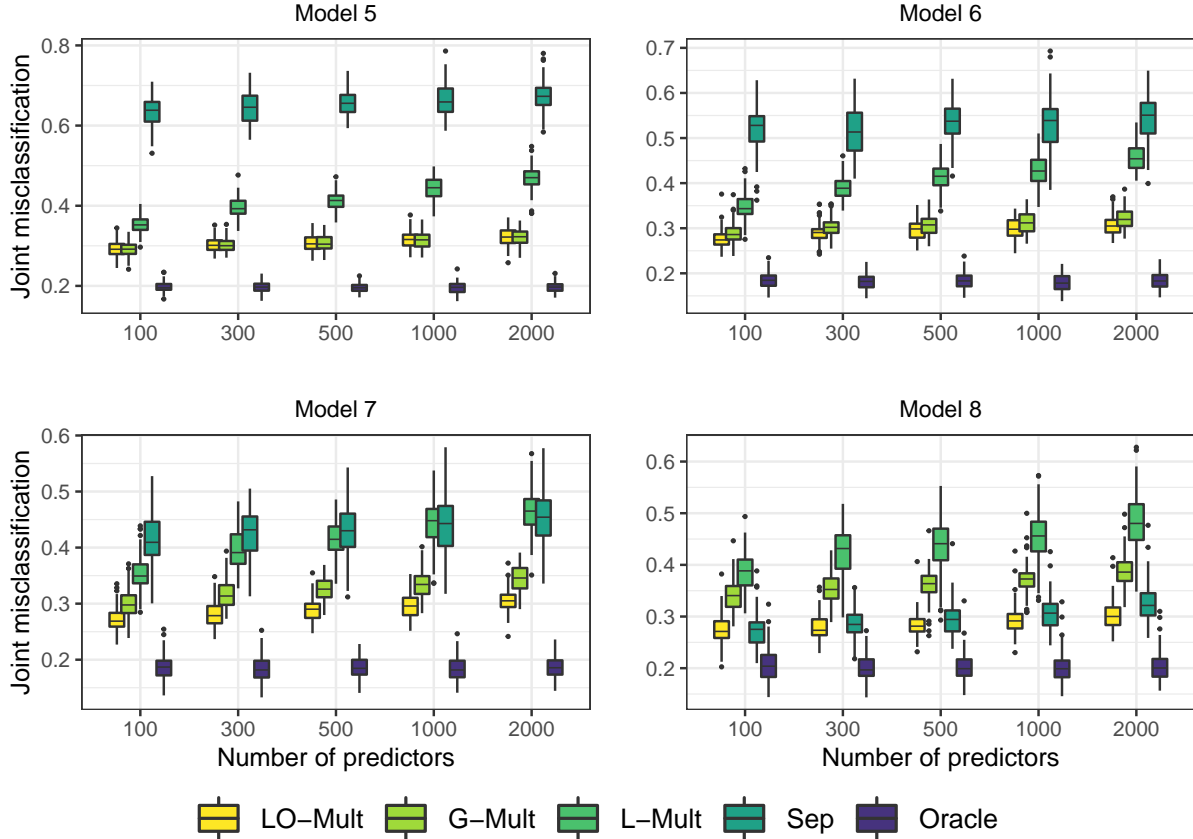 Model 5
Model 6
Joint misclassification
0.8
0.6
0.4
0.2
100 300 500 1000 2000
0.7
0.6
0.5
0.4
0.3
0.2
100 300 500 1000 2000
Model 7
Model 8
Joint misclassification
0.6
0.5
0.4
0.3
0.2
100 300 500 1000 2000
Number of predictors
0.6
0.5
0.4
0.3
0.2
100 300 500 1000 2000
Number of predictors
LO−Mult G−Mult L−Mult Sep Oracle